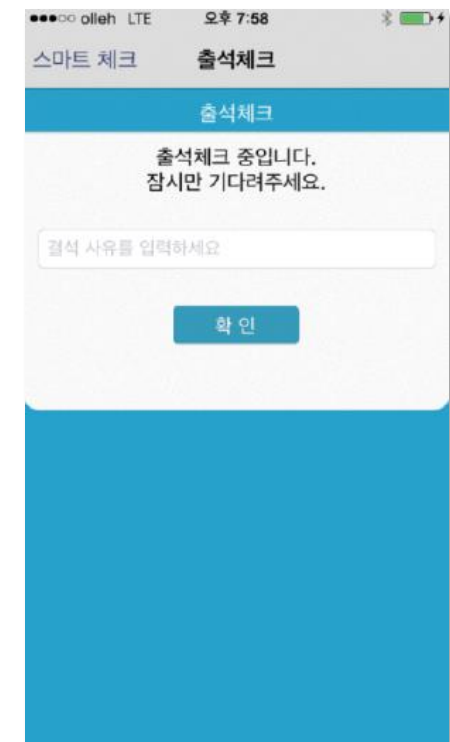 olleh LTE 오후 7:58
스마트 체크 출석체크
출석체크
출석체크 중입니다.
잠시만 기다려주세요.
결석 사유를 입력하세요
확 인